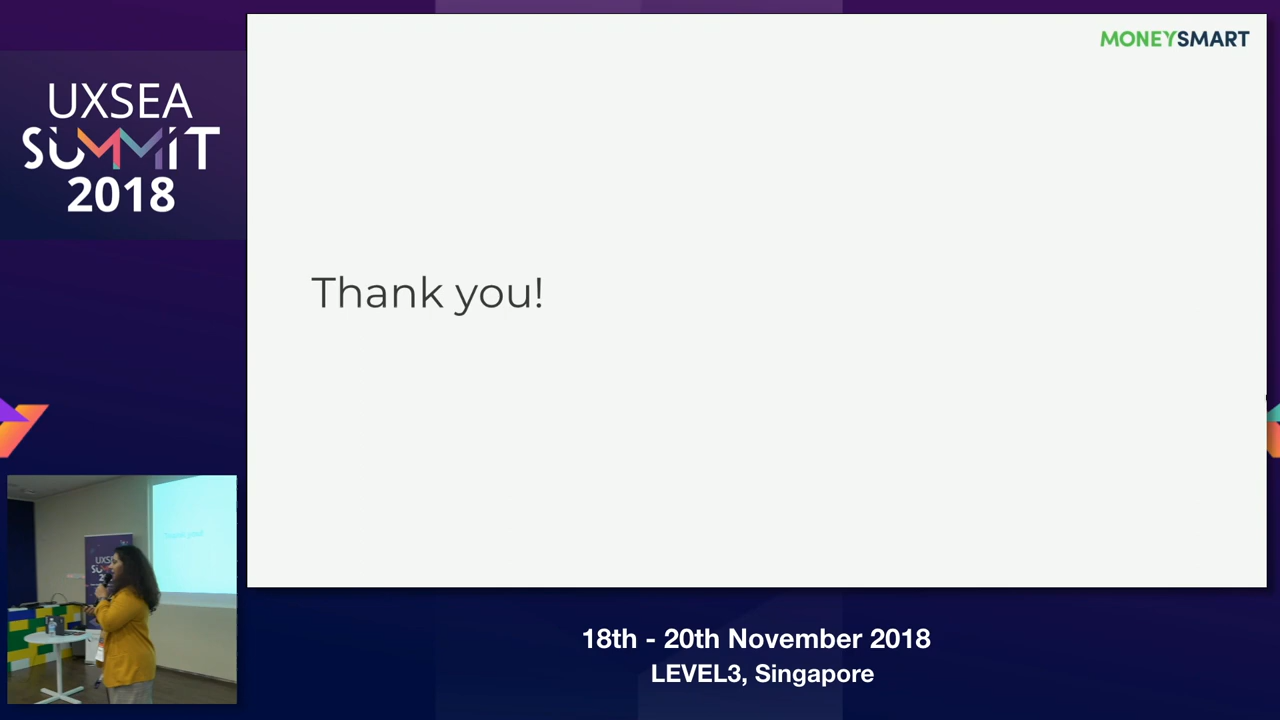 UXSEA
SUMMIT
2018
MONEYSMART
Thank you!
18th - 20th November 2018
LEVEL3, Singapore